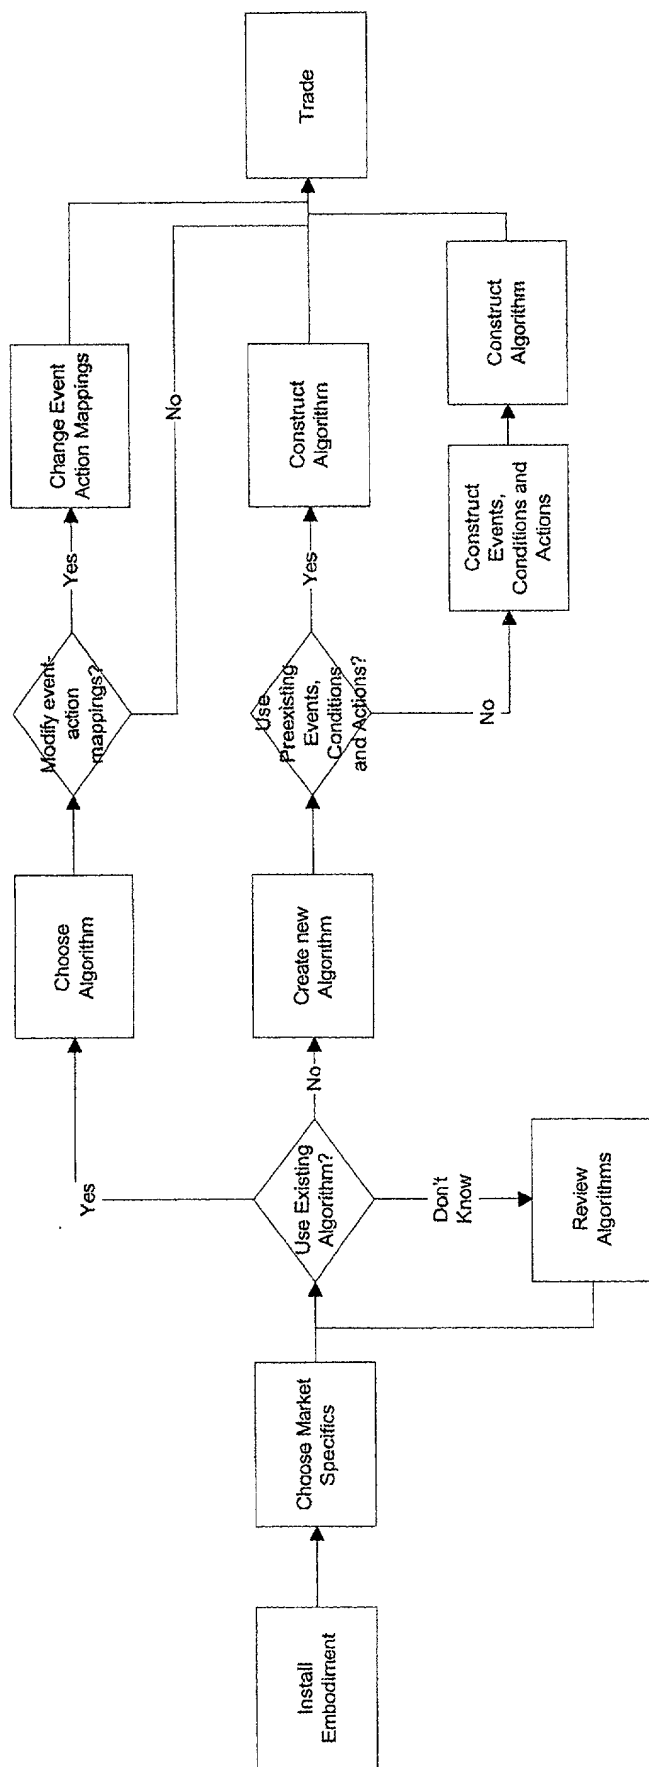 Install
Embodiment
Choose Market
Specifics
Use Existing
Algorithm?
Yes
No
Don't
Know
Review
Algorithms
Choose
Algorithm
Modify event-
action
mappings?
Yes
No
Change Event
Action Mappings
Create new
Algorithm
Use
Preexisting
Events,
Conditions
and Actions?
Yes
No
Construct
Algorithm
Construct
Events,
Conditions and
Actions
Construct
Algorithm
Trade